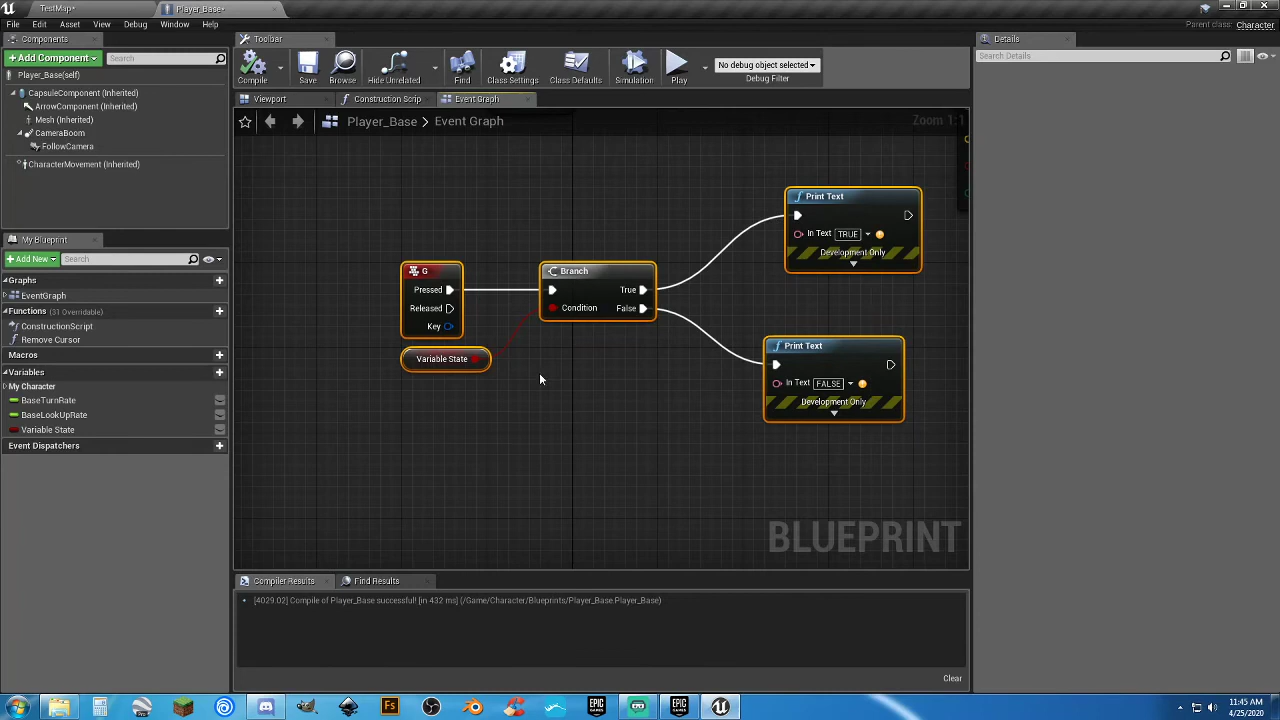 TestMap*
Player_Base*
File Edit Asset View Debug Window Help
Parent class: Character
Components
Toolbar
Details
+Add Component
Search
Search Details
Player_Base(self)
CapsuleComponent (Inherited)
ArrowComponent (Inherited)
Mesh (Inherited)
CameraBoom
FollowCamera
CharacterMovement (Inherited)
Compile
Save
Browse
Hide Unrelated
Find
Class Settings
Class Defaults
Simulation
Play
No debug object selected
Debug Filter
Viewport
Construction Scrip
Event Graph
Player_Base > Event Graph
Zoom 1:1
My Blueprint
+Add New
Search
Graphs
EventGraph
Functions (31 Overridable)
ConstructionScript
Remove Cursor
Macros
Variables
My Character
BaseTurnRate
BaseLookUpRate
Variable State
Event Dispatchers
G
Pressed
Released
Key
Variable State
Branch
True
Condition
False
Print Text
In Text TRUE
Development Only
Print Text
In Text FALSE
Development Only
BLUEPRINT
Compiler Results
Find Results
[4029.02] Compile of Player_Base successful! [in 432 ms] (/Game/Character/Blueprints/Player_Base.Player_Base)
Clear
Pro
Fs
EPIC GAMES
EPIC GAMES
11:45 AM
4/25/2020